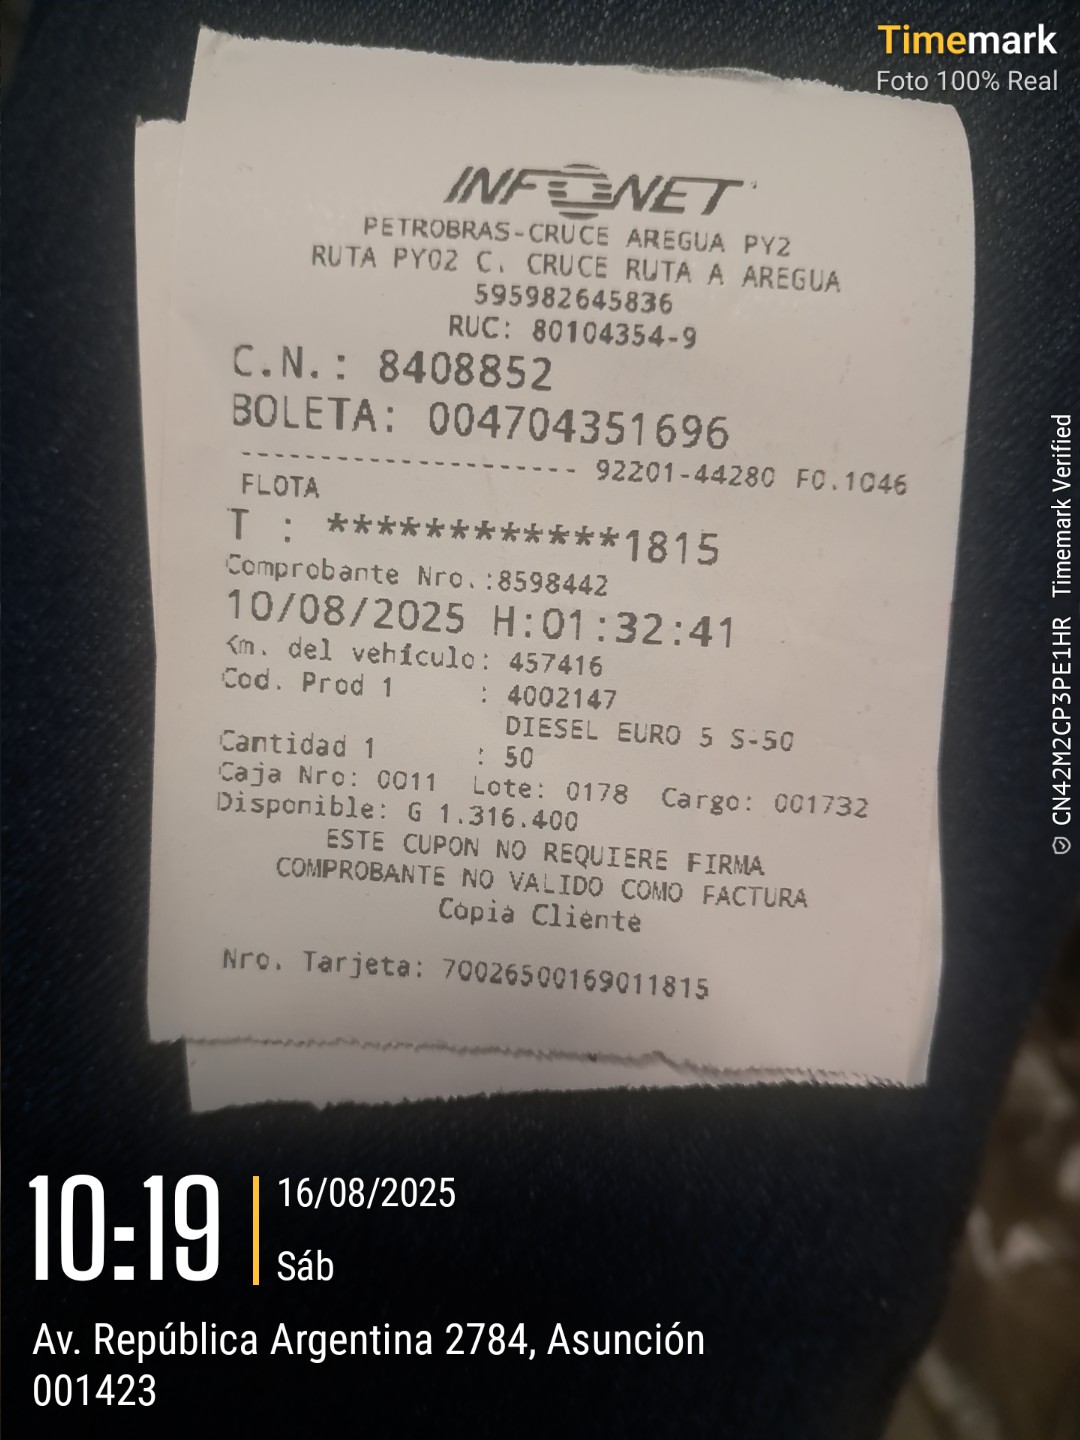 Timemark
Foto 100% Real
INFONET
PETROBRAS-CRUCE AREGUA PY2
RUTA PY02 C. CRUCE RUTA A AREGUA
595982645836
RUC: 80104354-9
C.N.: 8408852
BOLETA: 004704351696
-------------------- 92201-44280 F0.1046
FLOTA
T : ************1815
Comprobante Nro.:8598442
10/08/2025 H:01:32:41
Km. del vehículo: 457416
Cod. Prod 1 : 4002147
DIESEL EURO 5 S-50
Cantidad 1 : 50
Caja Nro: 0011 Lote: 0178 Cargo: 001732
Disponible: G 1.316.400
ESTE CUPON NO REQUIERE FIRMA
COMPROBANTE NO VALIDO COMO FACTURA
Copia Cliente
Nro. Tarjeta: 70026500169011815
10:19
16/08/2025
Sáb
Av. República Argentina 2784, Asunción
001423
CN42M2CP3PE1HR Timemark Verified